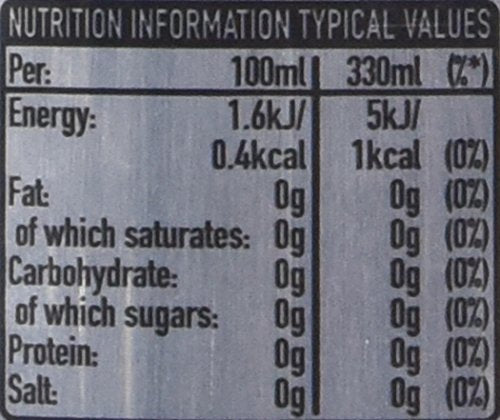 NUTRITION INFORMATION TYPICAL VALUES
Per: 100ml 330ml (%*)
Energy: 1.6kJ/ 5kJ/
0.4kcal 1kcal (0%)
Fat: 0g 0g (0%)
of which saturates: 0g 0g (0%)
Carbohydrate: 0g 0g (0%)
of which sugars: 0g 0g (0%)
Protein: 0g 0g (0%)
Salt: 0g 0g (0%)